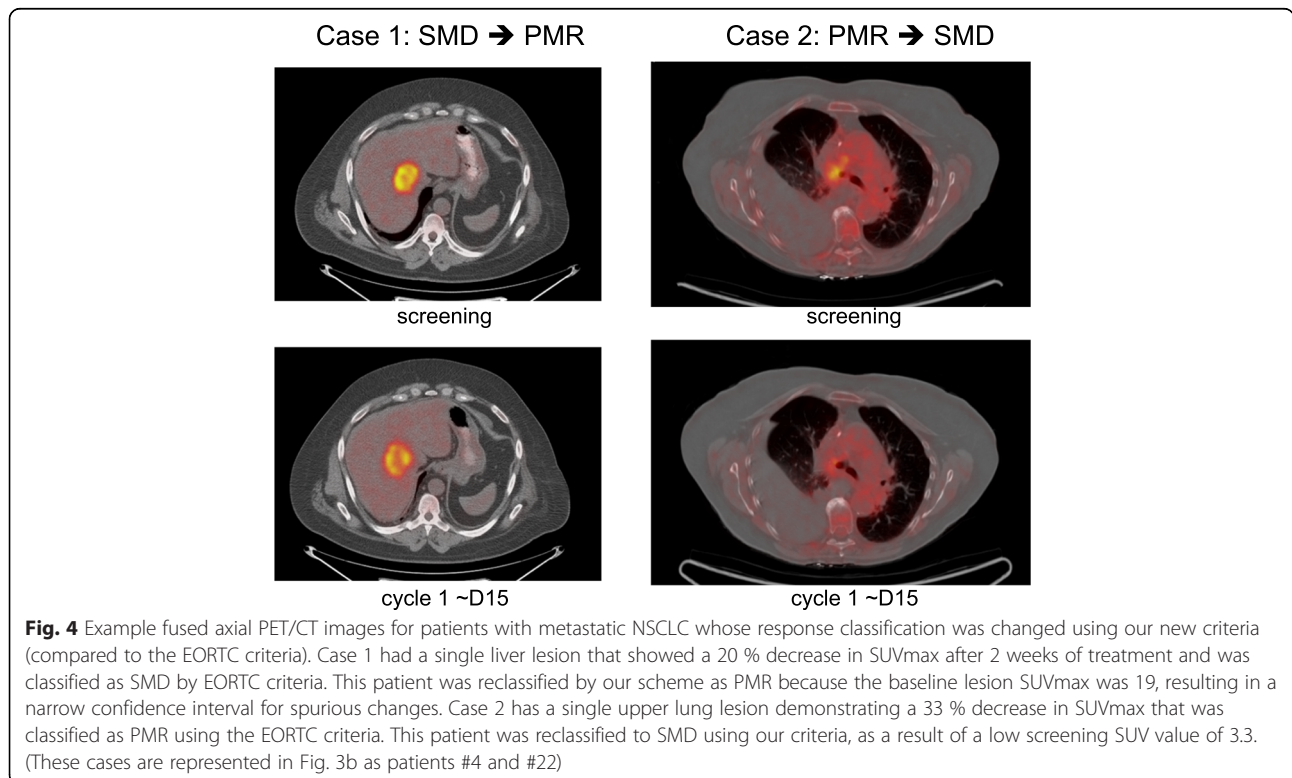 Case 1: SMD ➔ PMR
Case 2: PMR ➔ SMD
screening
screening
cycle 1 ~D15
cycle 1 ~D15
Fig. 4 Example fused axial PET/CT images for patients with metastatic NSCLC whose response classification was changed using our new criteria
(compared to the EORTC criteria). Case 1 had a single liver lesion that showed a 20 % decrease in SUVmax after 2 weeks of treatment and was
classified as SMD by EORTC criteria. This patient was reclassified by our scheme as PMR because the baseline lesion SUVmax was 19, resulting in a
narrow confidence interval for spurious changes. Case 2 has a single upper lung lesion demonstrating a 33 % decrease in SUVmax that was
classified as PMR using the EORTC criteria. This patient was reclassified to SMD using our criteria, as a result of a low screening SUV value of 3.3.
(These cases are represented in Fig. 3b as patients #4 and #22)